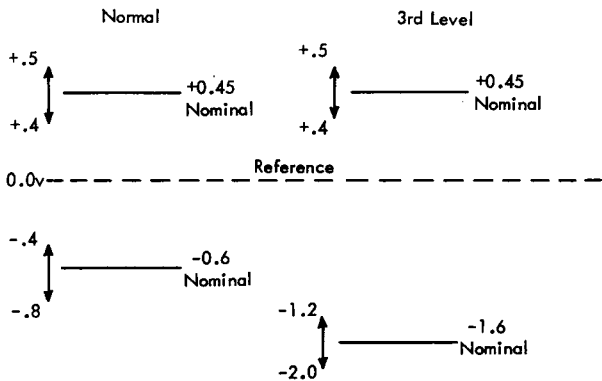 Normal
3rd Level
+.5
+0.45
Nominal
+.4
+.5
+0.45
Nominal
+.4
Reference
0.0v
-.4
-0.6
Nominal
-.8
-1.2
-1.6
Nominal
-2.0